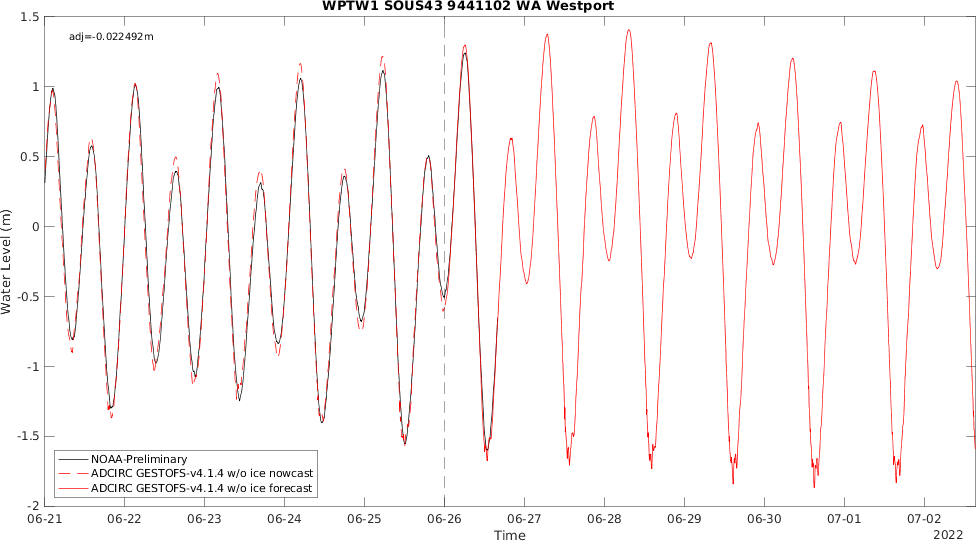 WPTW1 SOUS43 9441102 WA Westport
adj=-0.022492m
1.5
1
0.5
0
-0.5
-1
-1.5
-2
Water Level (m)
NOAA-Preliminary
ADCIRC GESTOFS-v4.1.4 w/o ice nowcast
ADCIRC GESTOFS-v4.1.4 w/o ice forecast
06-21 06-22 06-23 06-24 06-25 06-26 06-27 06-28 06-29 06-30 07-01 07-02
Time
2022